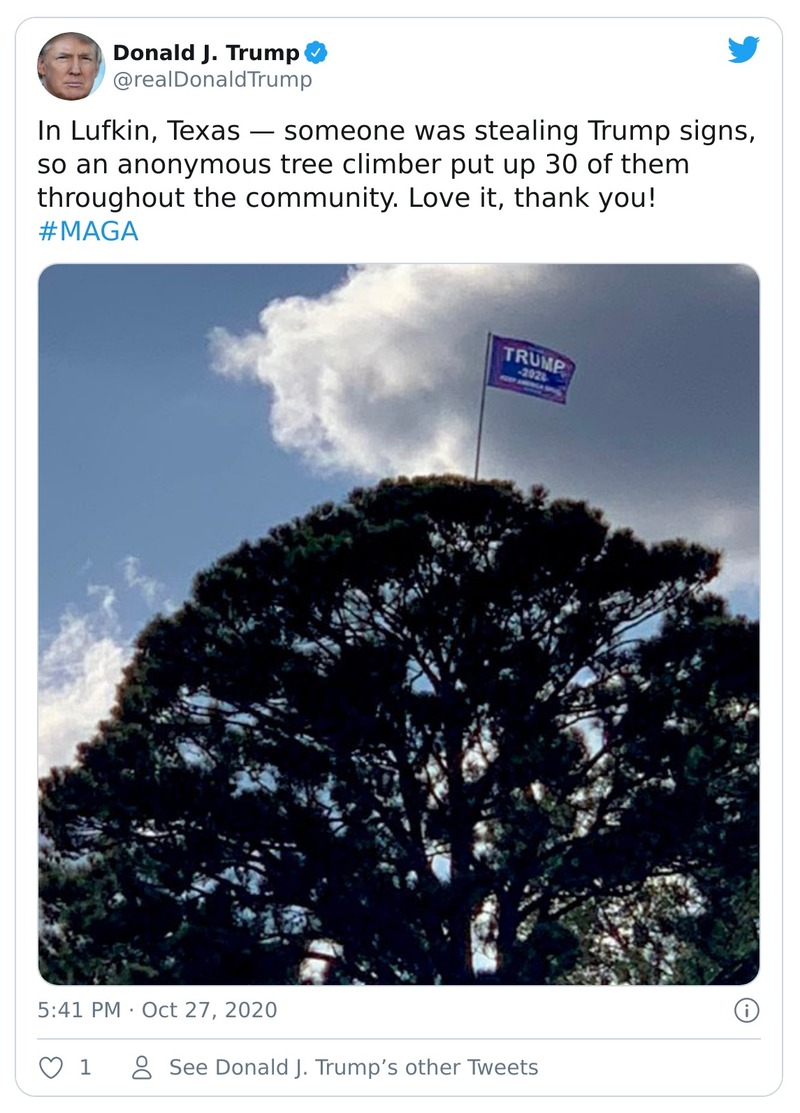 Donald J. Trump
@realDonaldTrump
In Lufkin, Texas — someone was stealing Trump signs,
so an anonymous tree climber put up 30 of them
throughout the community. Love it, thank you!
#MAGA
TRUMP
5:41 PM · Oct 27, 2020
1
See Donald J. Trump’s other Tweets